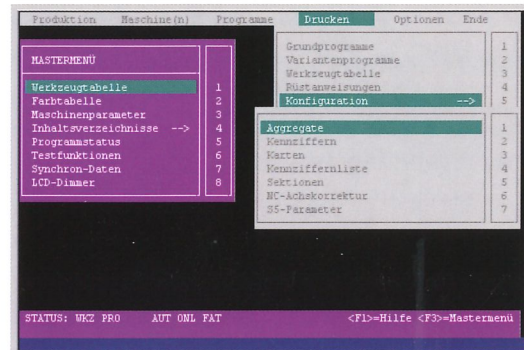 Produktion Maschine(n) Programme Drucken Optionen Ende
MASTERMENÜ
Werkzeugtabelle 1
Farbtabelle 2
Maschinenparameter 3
Inhaltsverzeichnisse --> 4
Programmstatus 5
Testfunktionen 6
Synchron-Daten 7
LCD-Dimmer 8
Grundprogramme 1
Variantenprogramme 2
Werkzeugtabelle 3
Rüstanweisungen 4
Konfiguration --> 5
Aggregate 1
Kennziffern 2
Karten 3
Kennziffernliste 4
Sektionen 5
NC-Achskorrektur 6
S5-Parameter 7
STATUS: WKZ PRO AUT ONL FAT <F1>=Hilfe <F3>=Mastermenü